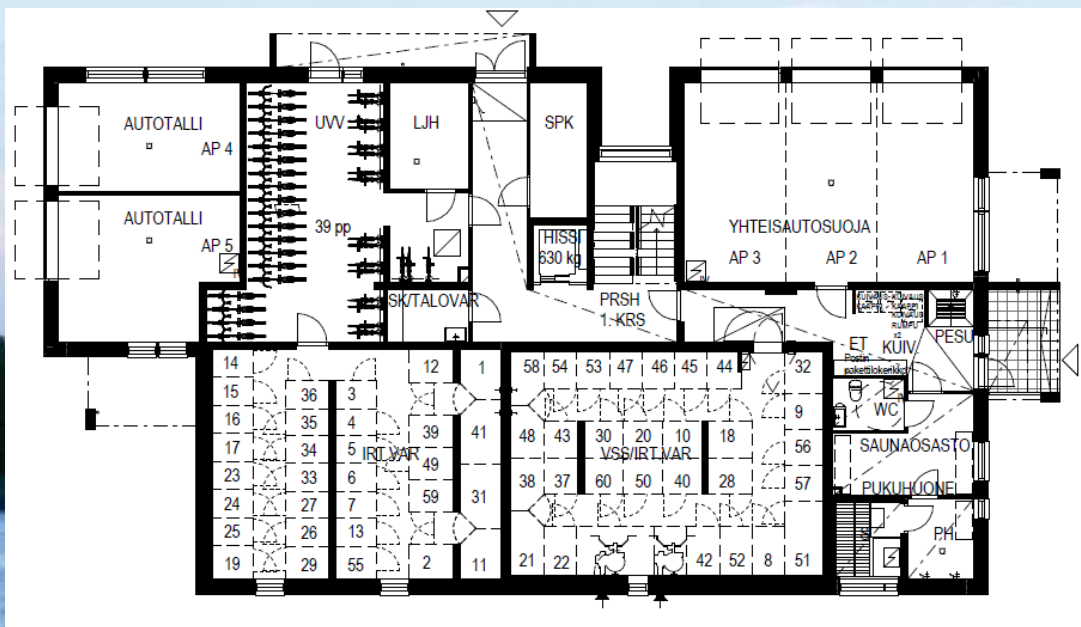 AUTOTALLI
AP 4
UVV
LJH
SPK
AUTOTALLI
AP 5
39 pp
HISSI
630 kg
YHTEISAUTOSUOJA
AP 3 AP 2 AP 1
SK/TALOVAR
PRSH
1. KRS
ET
Postin
pakettilokerikko
KUIVAUS
RUMPU
x2
KUIV.
PESU
WC
SAUNAOSASTO
PUKUHUONE
S
PH
IRT.VAR
VSS/IRT.VAR
14 12 1 58 54 53 47 46 45 44 32
15 36 3 9
16 35 4 39 41 48 43 30 20 10 18 56
17 34 5
23 33 6 49 38 37 60 50 40 28 57
24 27 7 59 31
25 26 13
19 29 55 2 11 21 22 42 52 8 51